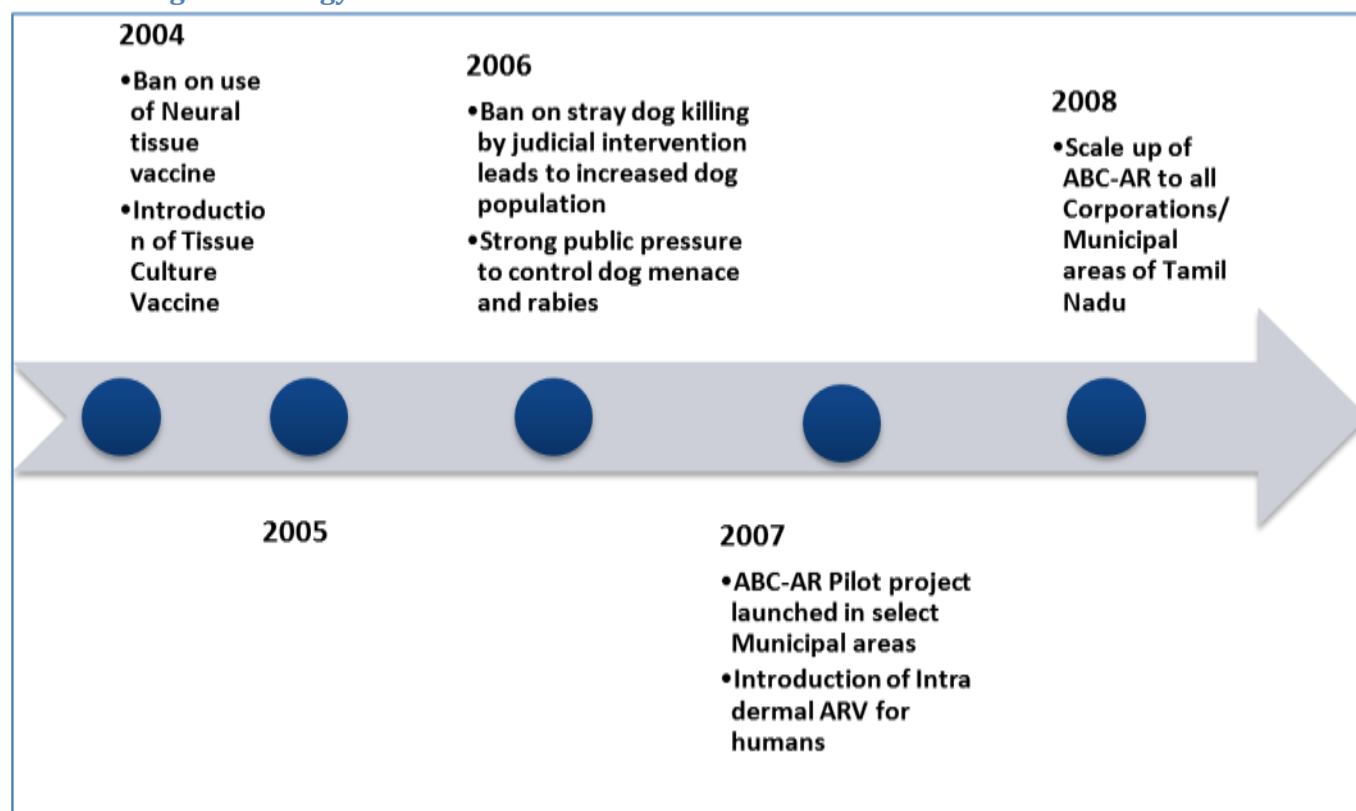 2004
•Ban on use
of Neural
tissue
vaccine
•Introductio
n of Tissue
Culture
Vaccine
2006
•Ban on stray dog killing
by judicial intervention
leads to increased dog
population
•Strong public pressure
to control dog menace
and rabies
2008
•Scale up of
ABC-AR to all
Corporations/
Municipal
areas of Tamil
Nadu
2005
2007
•ABC-AR Pilot project
launched in select
Municipal areas
•Introduction of Intra
dermal ARV for
humans